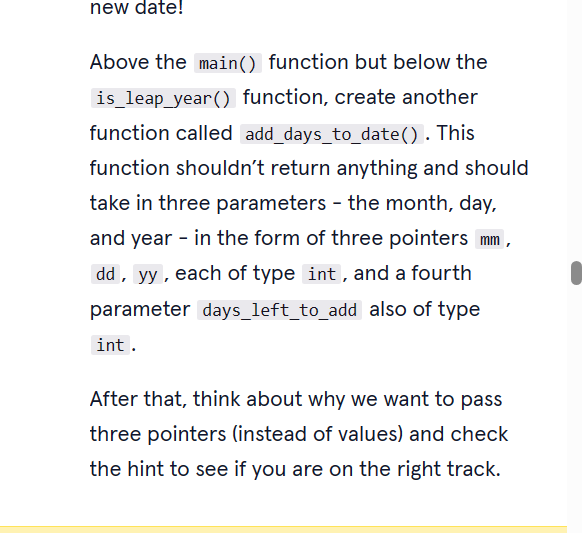 new date!
Above the main() function but below the
is_leap_year() function, create another
function called add_days_to_date(). This
function shouldn’t return anything and should
take in three parameters - the month, day,
and year - in the form of three pointers mm,
dd, yy, each of type int, and a fourth
parameter days_left_to_add also of type
int.
After that, think about why we want to pass
three pointers (instead of values) and check
the hint to see if you are on the right track.